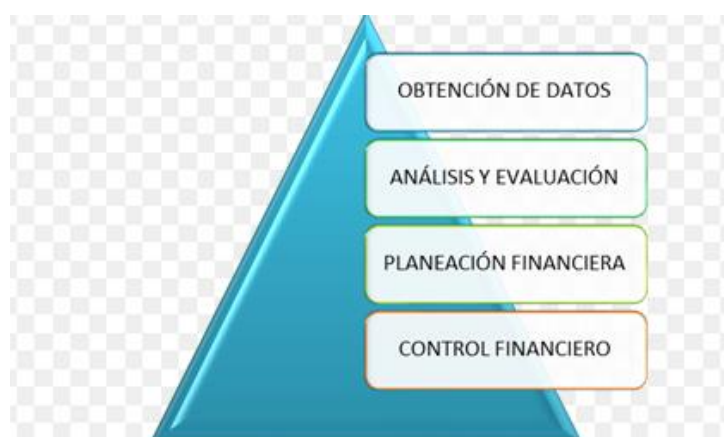 OBTENCIÓN DE DATOS
ANÁLISIS Y EVALUACIÓN
PLANEACIÓN FINANCIERA
CONTROL FINANCIERO